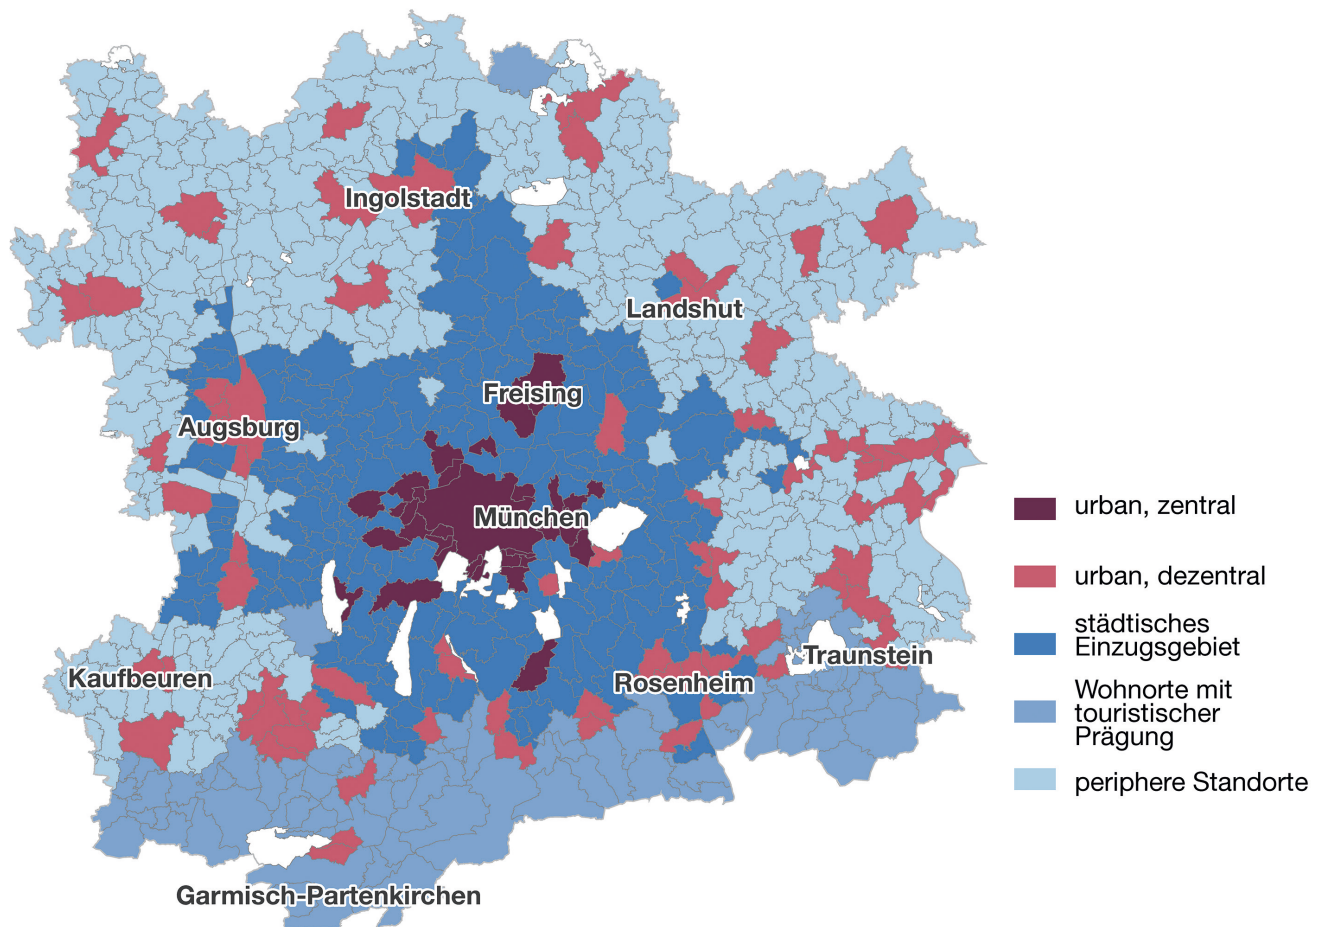 Ingolstadt
Landshut
Freising
Augsburg
München
Kaufbeuren
Rosenheim
Traunstein
Garmisch-Partenkirchen
urban, zentral
urban, dezentral
städtisches
Einzugsgebiet
Wohnorte mit
touristischer
Prägung
periphere Standorte